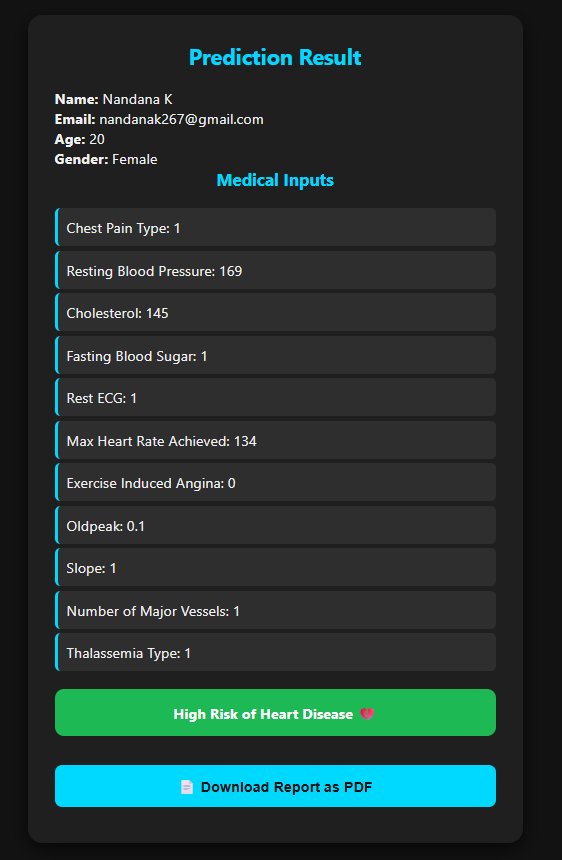 Prediction Result
Name: Nandana K
Email: nandanak267@gmail.com
Age: 20
Gender: Female
Medical Inputs
Chest Pain Type: 1
Resting Blood Pressure: 169
Cholesterol: 145
Fasting Blood Sugar: 1
Rest ECG: 1
Max Heart Rate Achieved: 134
Exercise Induced Angina: 0
Oldpeak: 0.1
Slope: 1
Number of Major Vessels: 1
Thalassemia Type: 1
High Risk of Heart Disease
Download Report as PDF